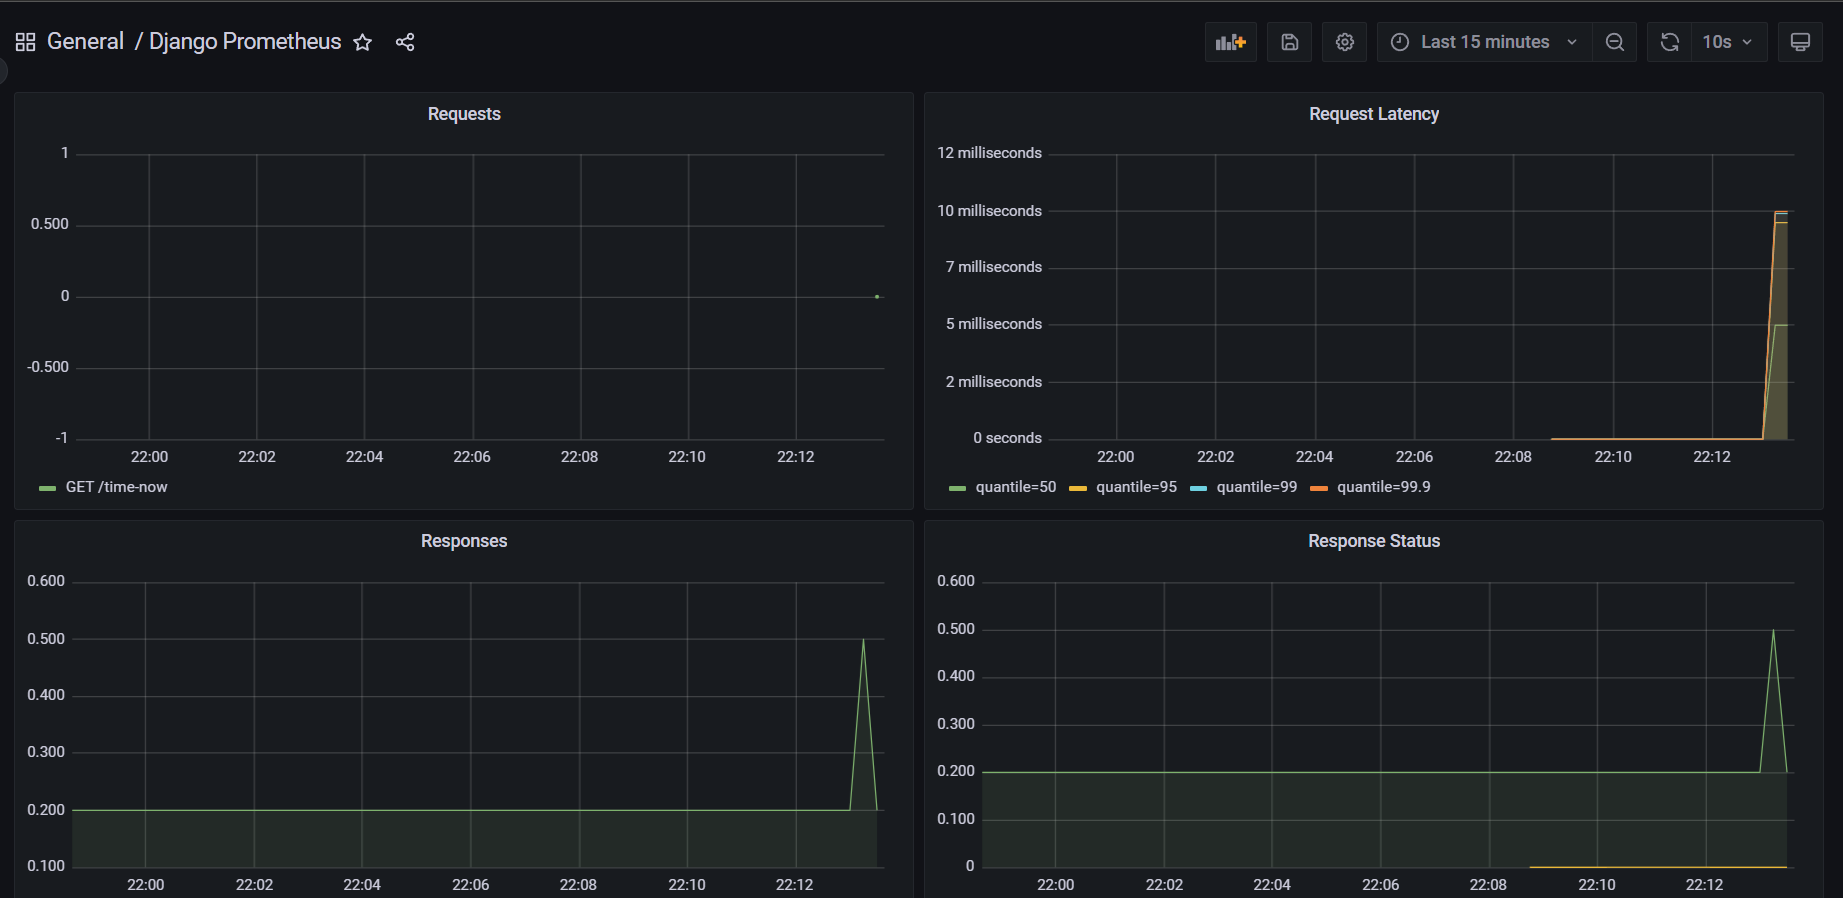 General / Django Prometheus
Last 15 minutes
10s
Requests
1
0.500
0
-0.500
-1
22:00 22:02 22:04 22:06 22:08 22:10 22:12
GET /time-now
Request Latency
12 milliseconds
10 milliseconds
7 milliseconds
5 milliseconds
2 milliseconds
0 seconds
22:00 22:02 22:04 22:06 22:08 22:10 22:12
quantile=50 quantile=95 quantile=99 quantile=99.9
Responses
0.600
0.500
0.400
0.300
0.200
0.100
22:00 22:02 22:04 22:06 22:08 22:10 22:12
Response Status
0.600
0.500
0.400
0.300
0.200
0.100
0
22:00 22:02 22:04 22:06 22:08 22:10 22:12